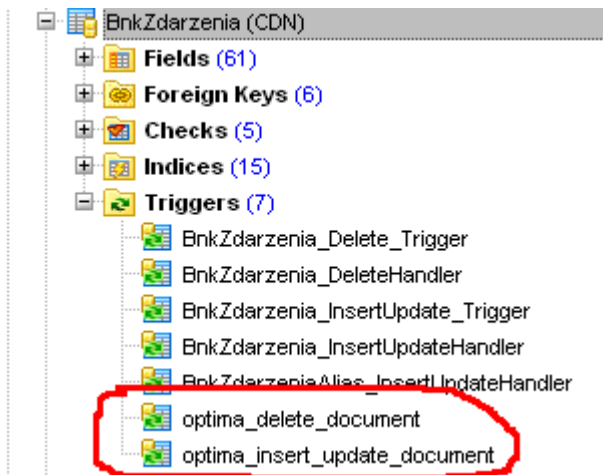 BnkZdarzenia (CDN)
Fields (61)
Foreign Keys (6)
Checks (5)
Indices (15)
Triggers (7)
BnkZdarzenia_Delete_Trigger
BnkZdarzenia_DeleteHandler
BnkZdarzenia_InsertUpdate_Trigger
BnkZdarzenia_InsertUpdateHandler
BnkZdarzeniaAlias_InsertUpdateHandler
optima_delete_document
optima_insert_update_document